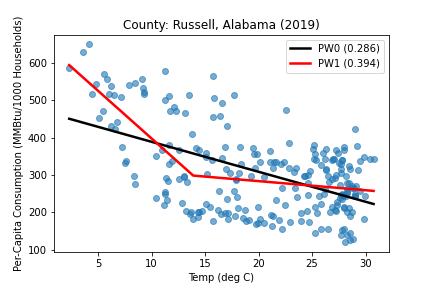 County: Russell, Alabama (2019)
Per-Capita Consumption (MMBtu/1000 Households)
600
500
400
300
200
100
PW0 (0.286)
PW1 (0.394)
5
10
15
20
25
30
Temp (deg C)